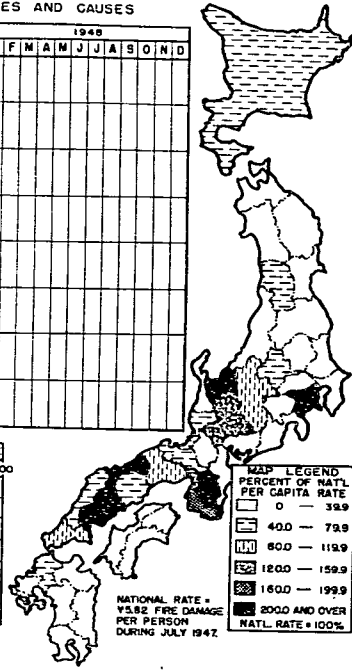 ES AND CAUSES
1948
F M A M J J A S O N D
00
MAP LEGEND
PERCENT OF NAT'L
PER CAPITA RATE
0 — 39.9
40.0 — 79.9
80.0 — 119.9
120.0 — 159.9
160.0 — 199.9
200.0 AND OVER
NATL. RATE = 100%
NATIONAL RATE =
¥5.82 FIRE DAMAGE
PER PERSON
DURING JULY 1947.